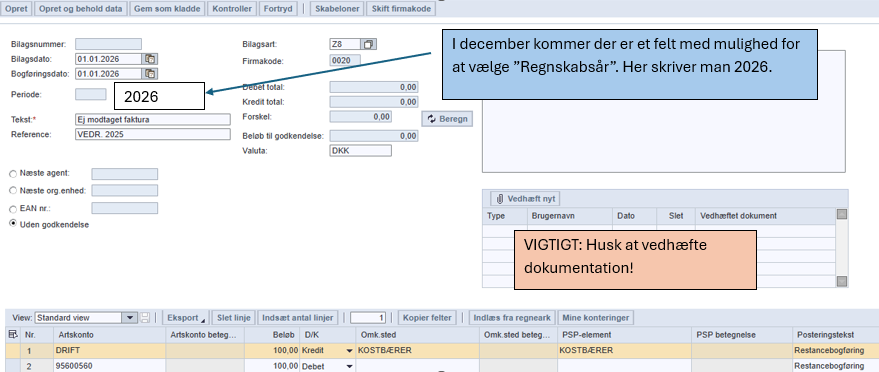 Opret Opret og behold data Gem som kladde Kontroller Fortryd Skabeloner Skift firmakode
Bilagsnummer:
Bilagsdato: 01.01.2026
Bogføringsdato: 01.01.2026
Periode: 2026
Tekst:* Ej modtaget faktura
Reference: VEDR. 2025
Næste agent:
Næste org.enhed:
EAN nr.:
Uden godkendelse
Bilagsart: Z8
Firmakode: 0020
Debet total: 0,00
Kredit total: 0,00
Forskel: 0,00
Beregn
Beløb til godkendelse: 0,00
Valuta: DKK
I december kommer der er et felt med mulighed for
at vælge ”Regnskabsår”. Her skriver man 2026.
Vedhæft nyt
Type Brugernavn Dato Slet Vedhæftet dokument
VIGTIGT: Husk at vedhæfte
dokumentation!
View: Standard view Eksport Slet linje Indsæt antal linjer 1 Kopier felter Indlæs fra regneark Mine konteringer
Nr. Artskonto Artskonto beteg... Beløb D/K Omk.sted Omk.sted beteg... PSP-element PSP betegnelse Posteringstekst
1 DRIFT 100,00 Kredit KOSTBÆRER KOSTBÆRER Restancebogføring
2 95600560 100,00 Debet Restancebogføring